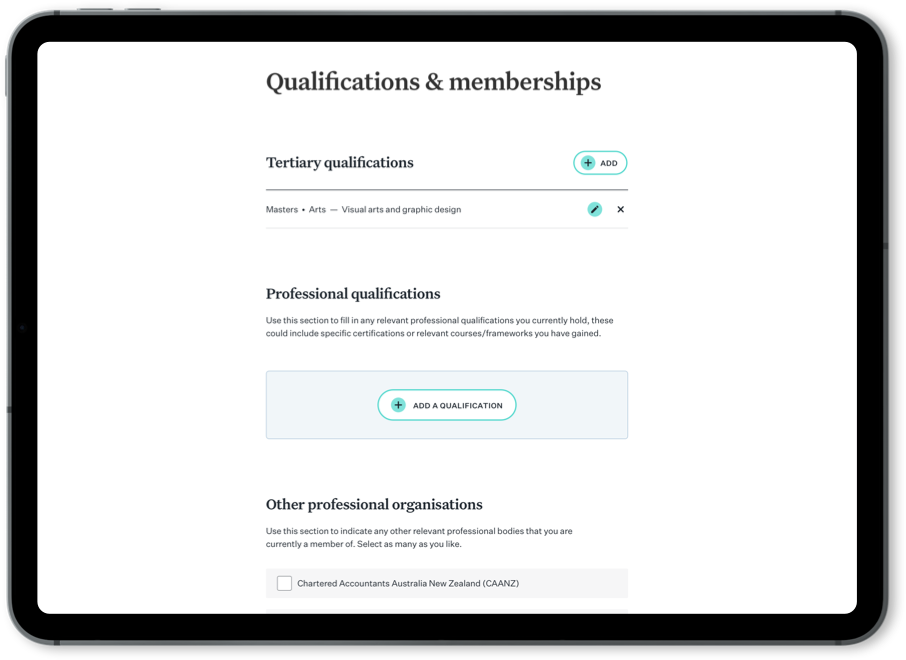 Qualifications & memberships
Tertiary qualifications
ADD
Masters • Arts — Visual arts and graphic design
Professional qualifications
Use this section to fill in any relevant professional qualifications you currently hold, these
could include specific certifications or relevant courses/frameworks you have gained.
ADD A QUALIFICATION
Other professional organisations
Use this section to indicate any other relevant professional bodies that you are
currently a member of. Select as many as you like.
Chartered Accountants Australia New Zealand (CAANZ)